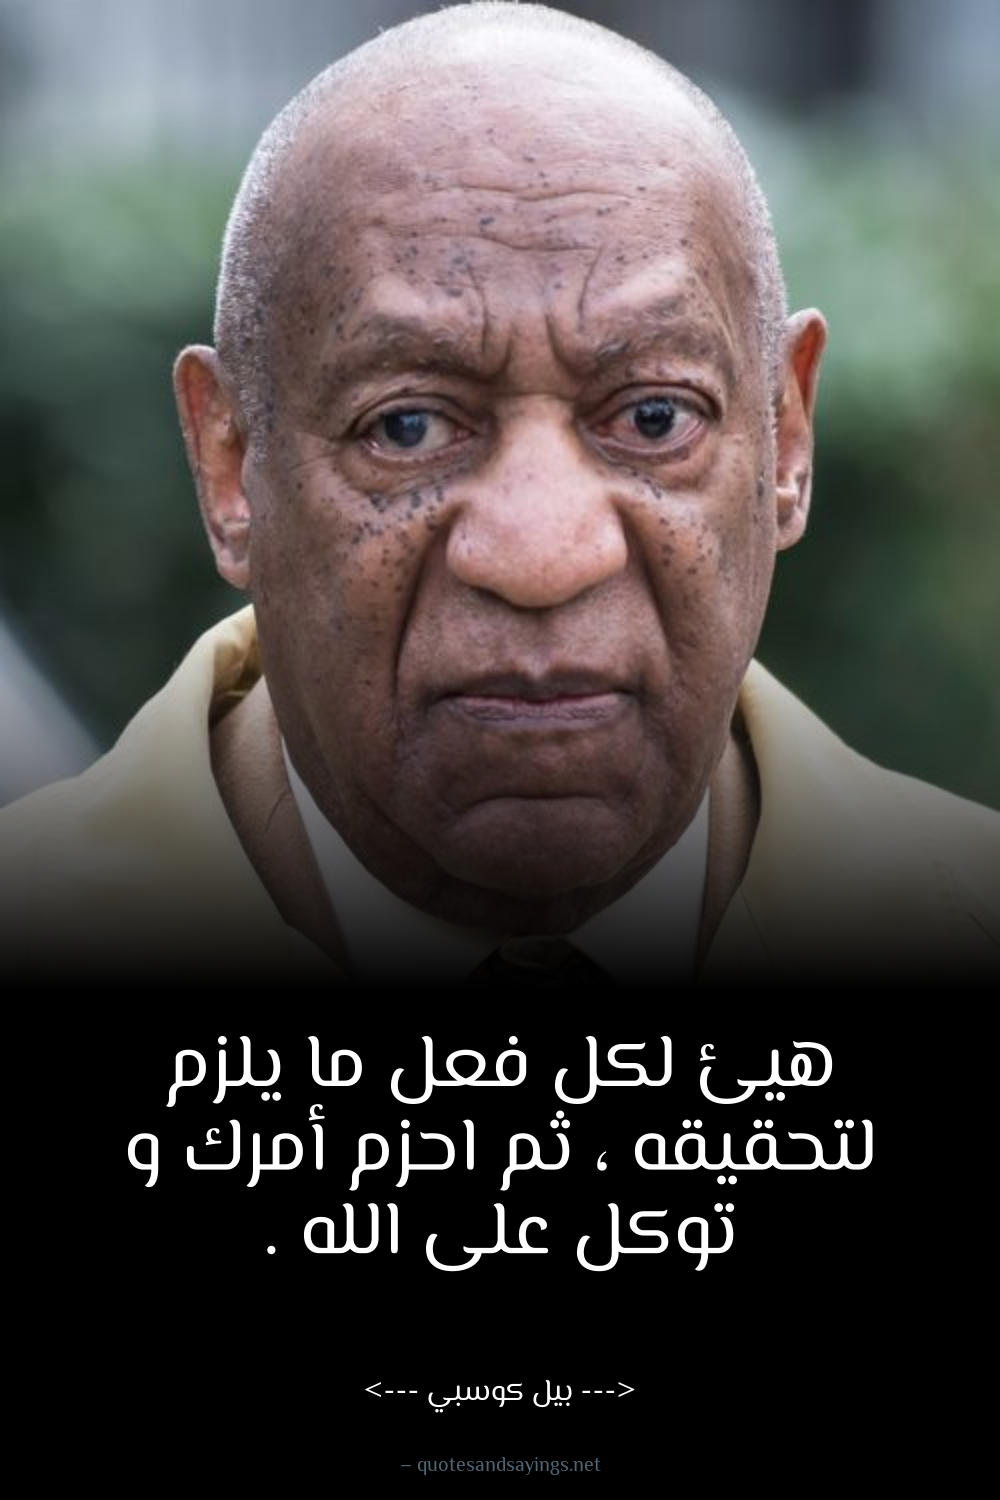 هيئ لكل فعل ما يلزم
لتحقيقه ، ثم احزم أمرك و
توكل على الله .
<--- بيل كوسبي --->
– quotesandsayings.net